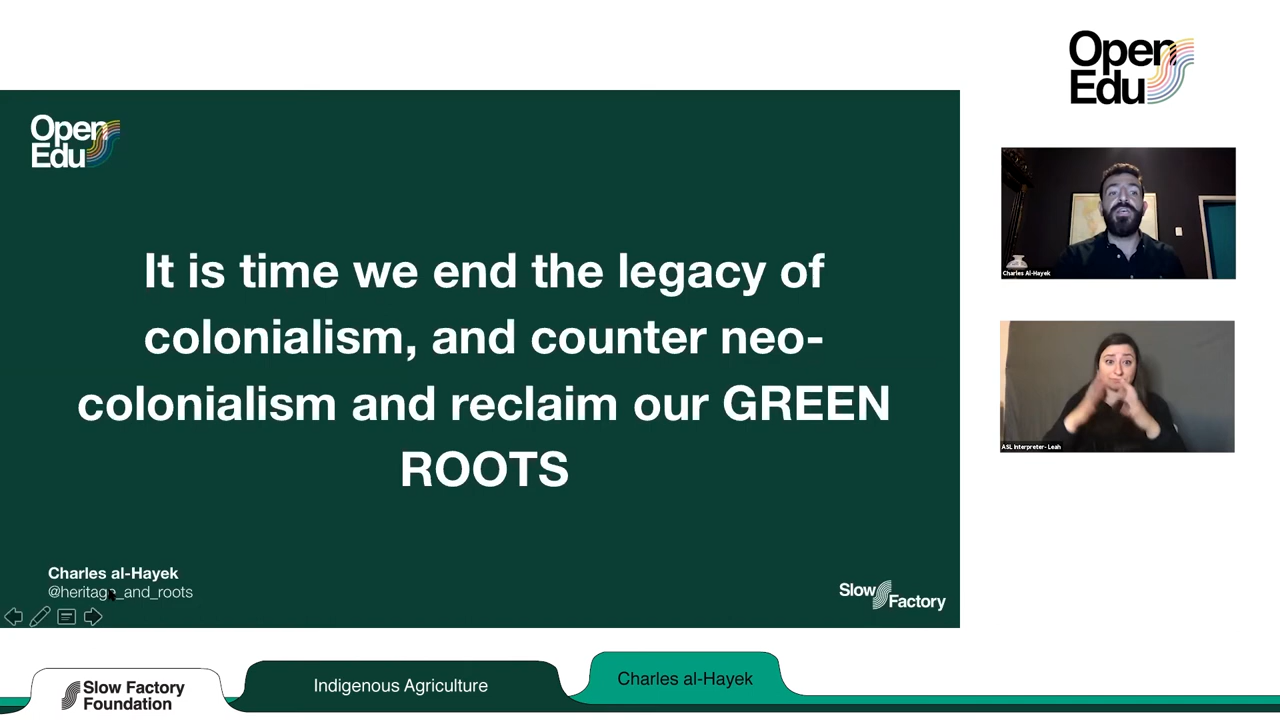 Open
Edu
Open
Edu
It is time we end the legacy of
colonialism, and counter neo-
colonialism and reclaim our GREEN
ROOTS
Charles al-Hayek
@heritage_and_roots
Slow
Factory
Charles Al-Hayek
ASL Interpreter- Leah
Slow Factory
Foundation
Indigenous Agriculture
Charles al-Hayek